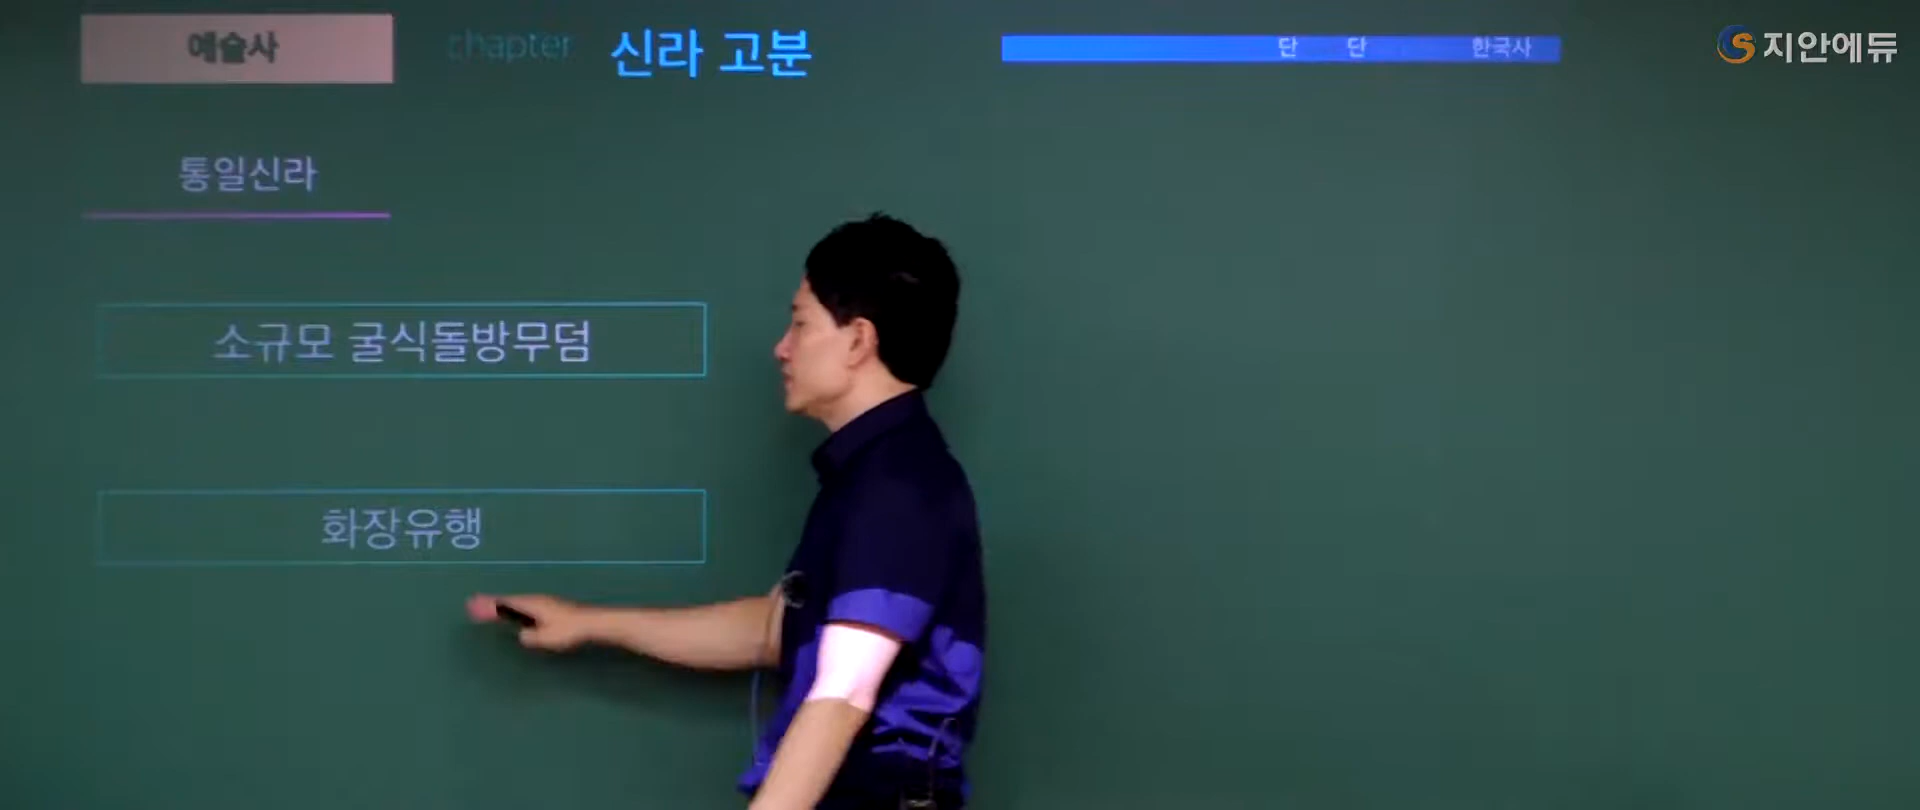 예술사
chapter 신라 고분
단 단 한국사
지안에듀
통일신라
소규모 굴식돌방무덤
화장유행